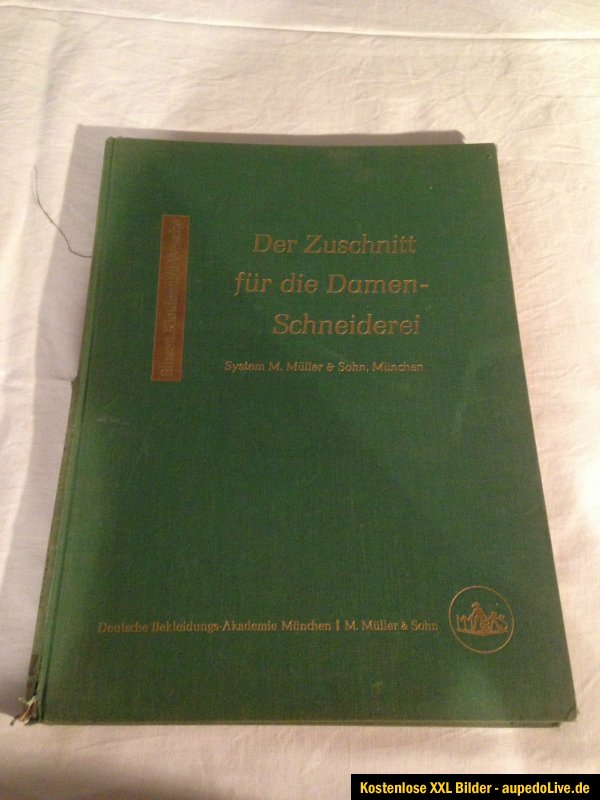 Der Zuschnitt
für die Damen-
Schneiderei
System M. Müller & Sohn, München
Deutsche Bekleidungs-Akademie München | M. Müller & Sohn
M M & S
Kostenlose XXL Bilder - aupedoLive.de